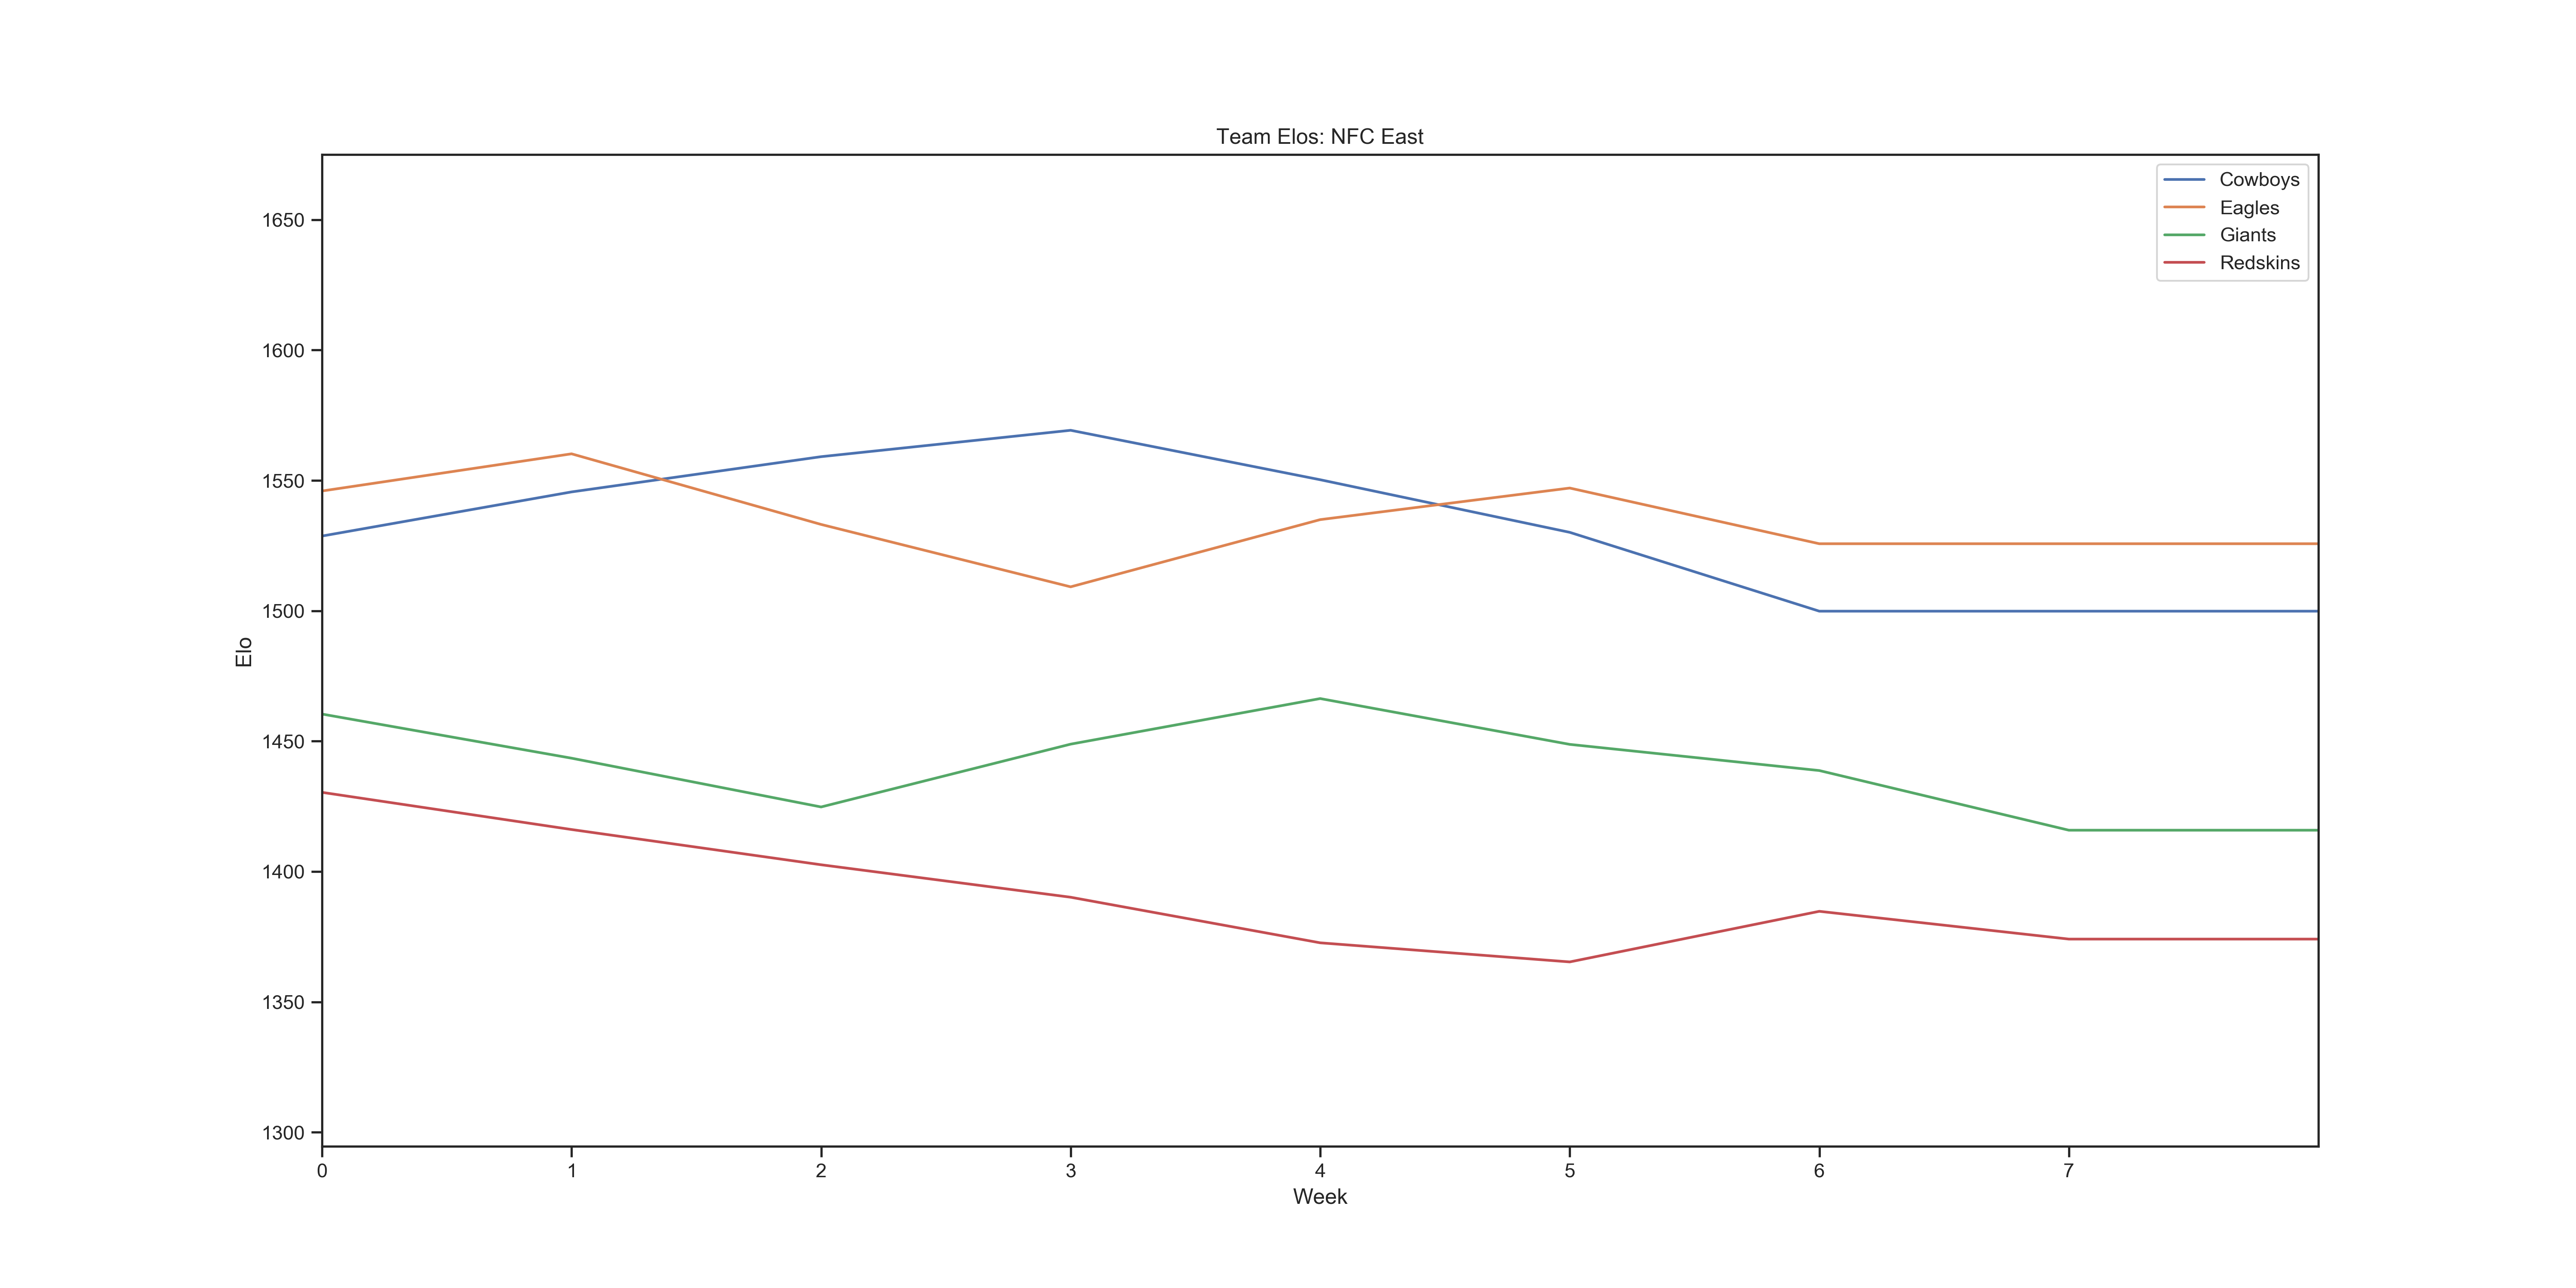 Team Elos: NFC East
Cowboys
Eagles
Giants
Redskins
1650
1600
1550
1500
1450
1400
1350
1300
Elo
0 1 2 3 4 5 6 7
Week